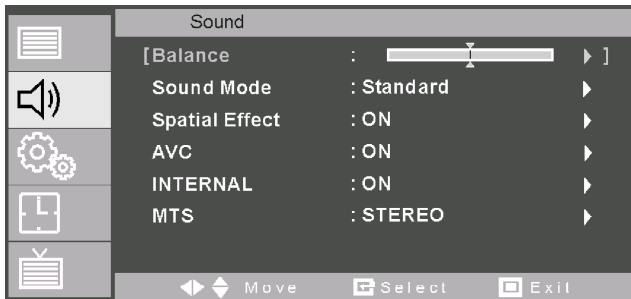 Sound
[Balance : ]
Sound Mode : Standard
Spatial Effect : ON
AVC : ON
INTERNAL : ON
MTS : STEREO
Move Select Exit